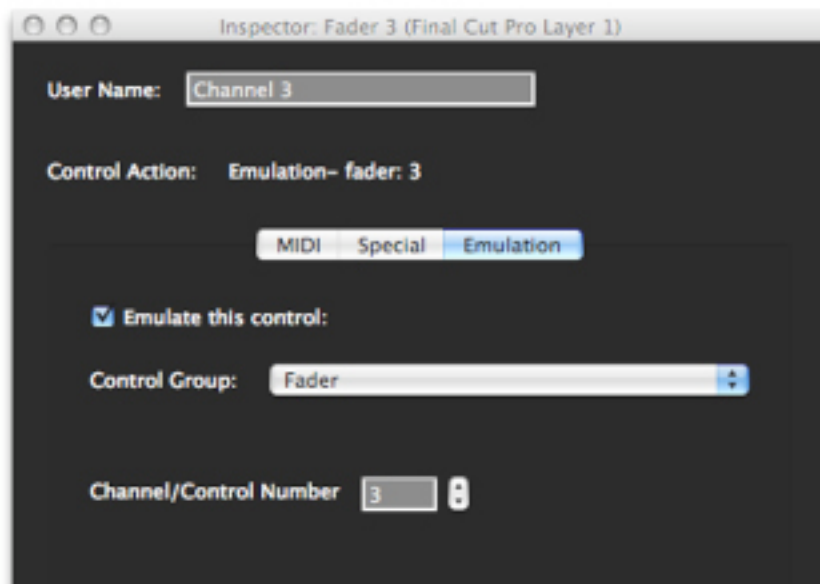 Inspector: Fader 3 (Final Cut Pro Layer 1)
User Name: Channel 3
Control Action: Emulation- fader: 3
MIDI Special Emulation
Emulate this control:
Control Group: Fader
Channel/Control Number 3